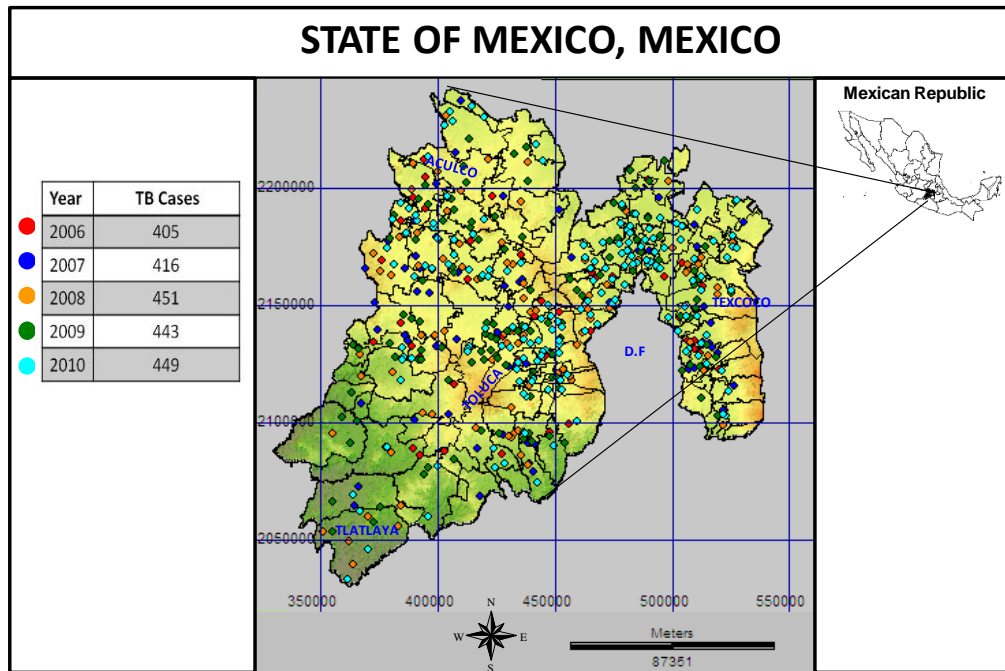 STATE OF MEXICO, MEXICO
Mexican Republic
Year TB Cases
2006 405
2007 416
2008 451
2009 443
2010 449
ACULCO
2200000
2150000
TEXCOCO
D.F
TOLUCA
2100000
TLATLAYA
2050000
350000 400000 450000 500000 550000
N
W E
S
Meters
87351